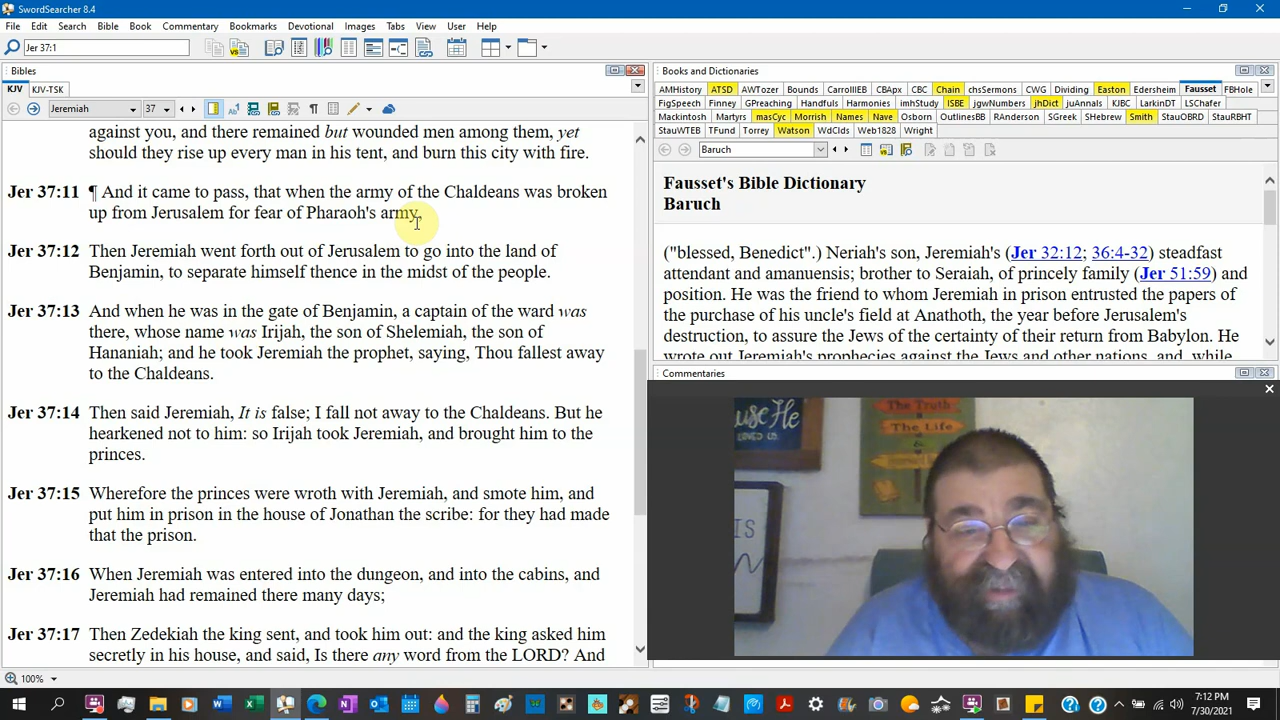 SwordSearcher 8.4
File Edit Search Bible Book Commentary Bookmarks Devotional Images Tabs View User Help
Jer 37:1
Bibles
KJV KJV-TSK
Jeremiah 37
against you, and there remained but wounded men among them, yet
should they rise up every man in his tent, and burn this city with fire.
Jer 37:11 ¶ And it came to pass, that when the army of the Chaldeans was broken
up from Jerusalem for fear of Pharaoh's army,
Jer 37:12 Then Jeremiah went forth out of Jerusalem to go into the land of
Benjamin, to separate himself thence in the midst of the people.
Jer 37:13 And when he was in the gate of Benjamin, a captain of the ward was
there, whose name was Irijah, the son of Shelemiah, the son of
Hananiah; and he took Jeremiah the prophet, saying, Thou fallest away
to the Chaldeans.
Jer 37:14 Then said Jeremiah, It is false; I fall not away to the Chaldeans. But he
hearkened not to him: so Irijah took Jeremiah, and brought him to the
princes.
Jer 37:15 Wherefore the princes were wroth with Jeremiah, and smote him, and
put him in prison in the house of Jonathan the scribe: for they had made
that the prison.
Jer 37:16 When Jeremiah was entered into the dungeon, and into the cabins, and
Jeremiah had remained there many days;
Jer 37:17 Then Zedekiah the king sent, and took him out: and the king asked him
secretly in his house, and said, Is there any word from the LORD? And
100%
Books and Dictionaries
AMHistory ATSD AWTozer Bounds CarrollEIB CBApx CBC Chain chsSermons CWG Dividing Easton Edersheim Fausset FBHole
FigSpeech Finney GPreaching Handfuls Harmonies imhStudy ISBE jgwNumbers jhDict juAnnals KJBC LarkinDT LSChafer
Mackintosh Martyrs masCyc Morrish Names Nave Osborn OutlinesBB RAnderson SGreek SHebrew Smith StauOBRD StauRBHT
StauWTEB TFund Torrey Watson WdClds Web1828 Wright
Baruch
Fausset's Bible Dictionary
Baruch
("blessed, Benedict".) Neriah's son, Jeremiah's (Jer 32:12; 36:4-32) steadfast
attendant and amanuensis; brother to Seraiah, of princely family (Jer 51:59) and
position. He was the friend to whom Jeremiah in prison entrusted the papers of
the purchase of his uncle's field at Anathoth, the year before Jerusalem's
destruction, to assure the Jews of the certainty of their return from Babylon. He
wrote out Jeremiah's prophecies against the Jews and other nations, and, while
Commentaries
LOVED US.
The Truth
The Life
IS
7:12 PM
7/30/2021